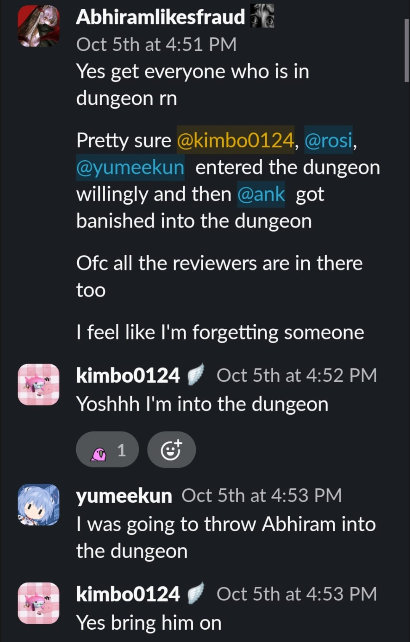 Abhiramlikesfraud
Oct 5th at 4:51 PM
Yes get everyone who is in
dungeon rn
Pretty sure @kimbo0124, @rosi,
@yumeekun entered the dungeon
willingly and then @ank got
banished into the dungeon
Ofc all the reviewers are in there
too
I feel like I'm forgetting someone
kimbo0124 Oct 5th at 4:52 PM
Yoshhh I'm into the dungeon
1
yumeekun Oct 5th at 4:53 PM
I was going to throw Abhiram into
the dungeon
kimbo0124 Oct 5th at 4:53 PM
Yes bring him on